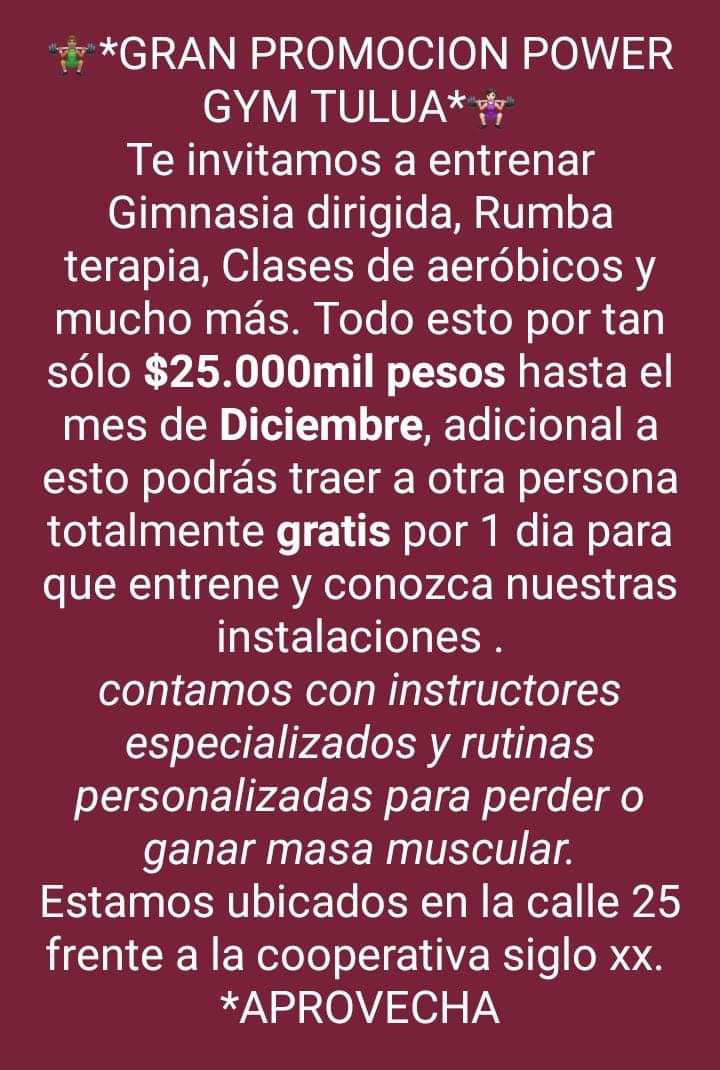 🏋🏽‍♂️*GRAN PROMOCION POWER
GYM TULUA*🏋🏻‍♀️
Te invitamos a entrenar
Gimnasia dirigida, Rumba
terapia, Clases de aeróbicos y
mucho más. Todo esto por tan
sólo $25.000mil pesos hasta el
mes de Diciembre, adicional a
esto podrás traer a otra persona
totalmente gratis por 1 dia para
que entrene y conozca nuestras
instalaciones .
contamos con instructores
especializados y rutinas
personalizadas para perder o
ganar masa muscular.
Estamos ubicados en la calle 25
frente a la cooperativa siglo xx.
*APROVECHA